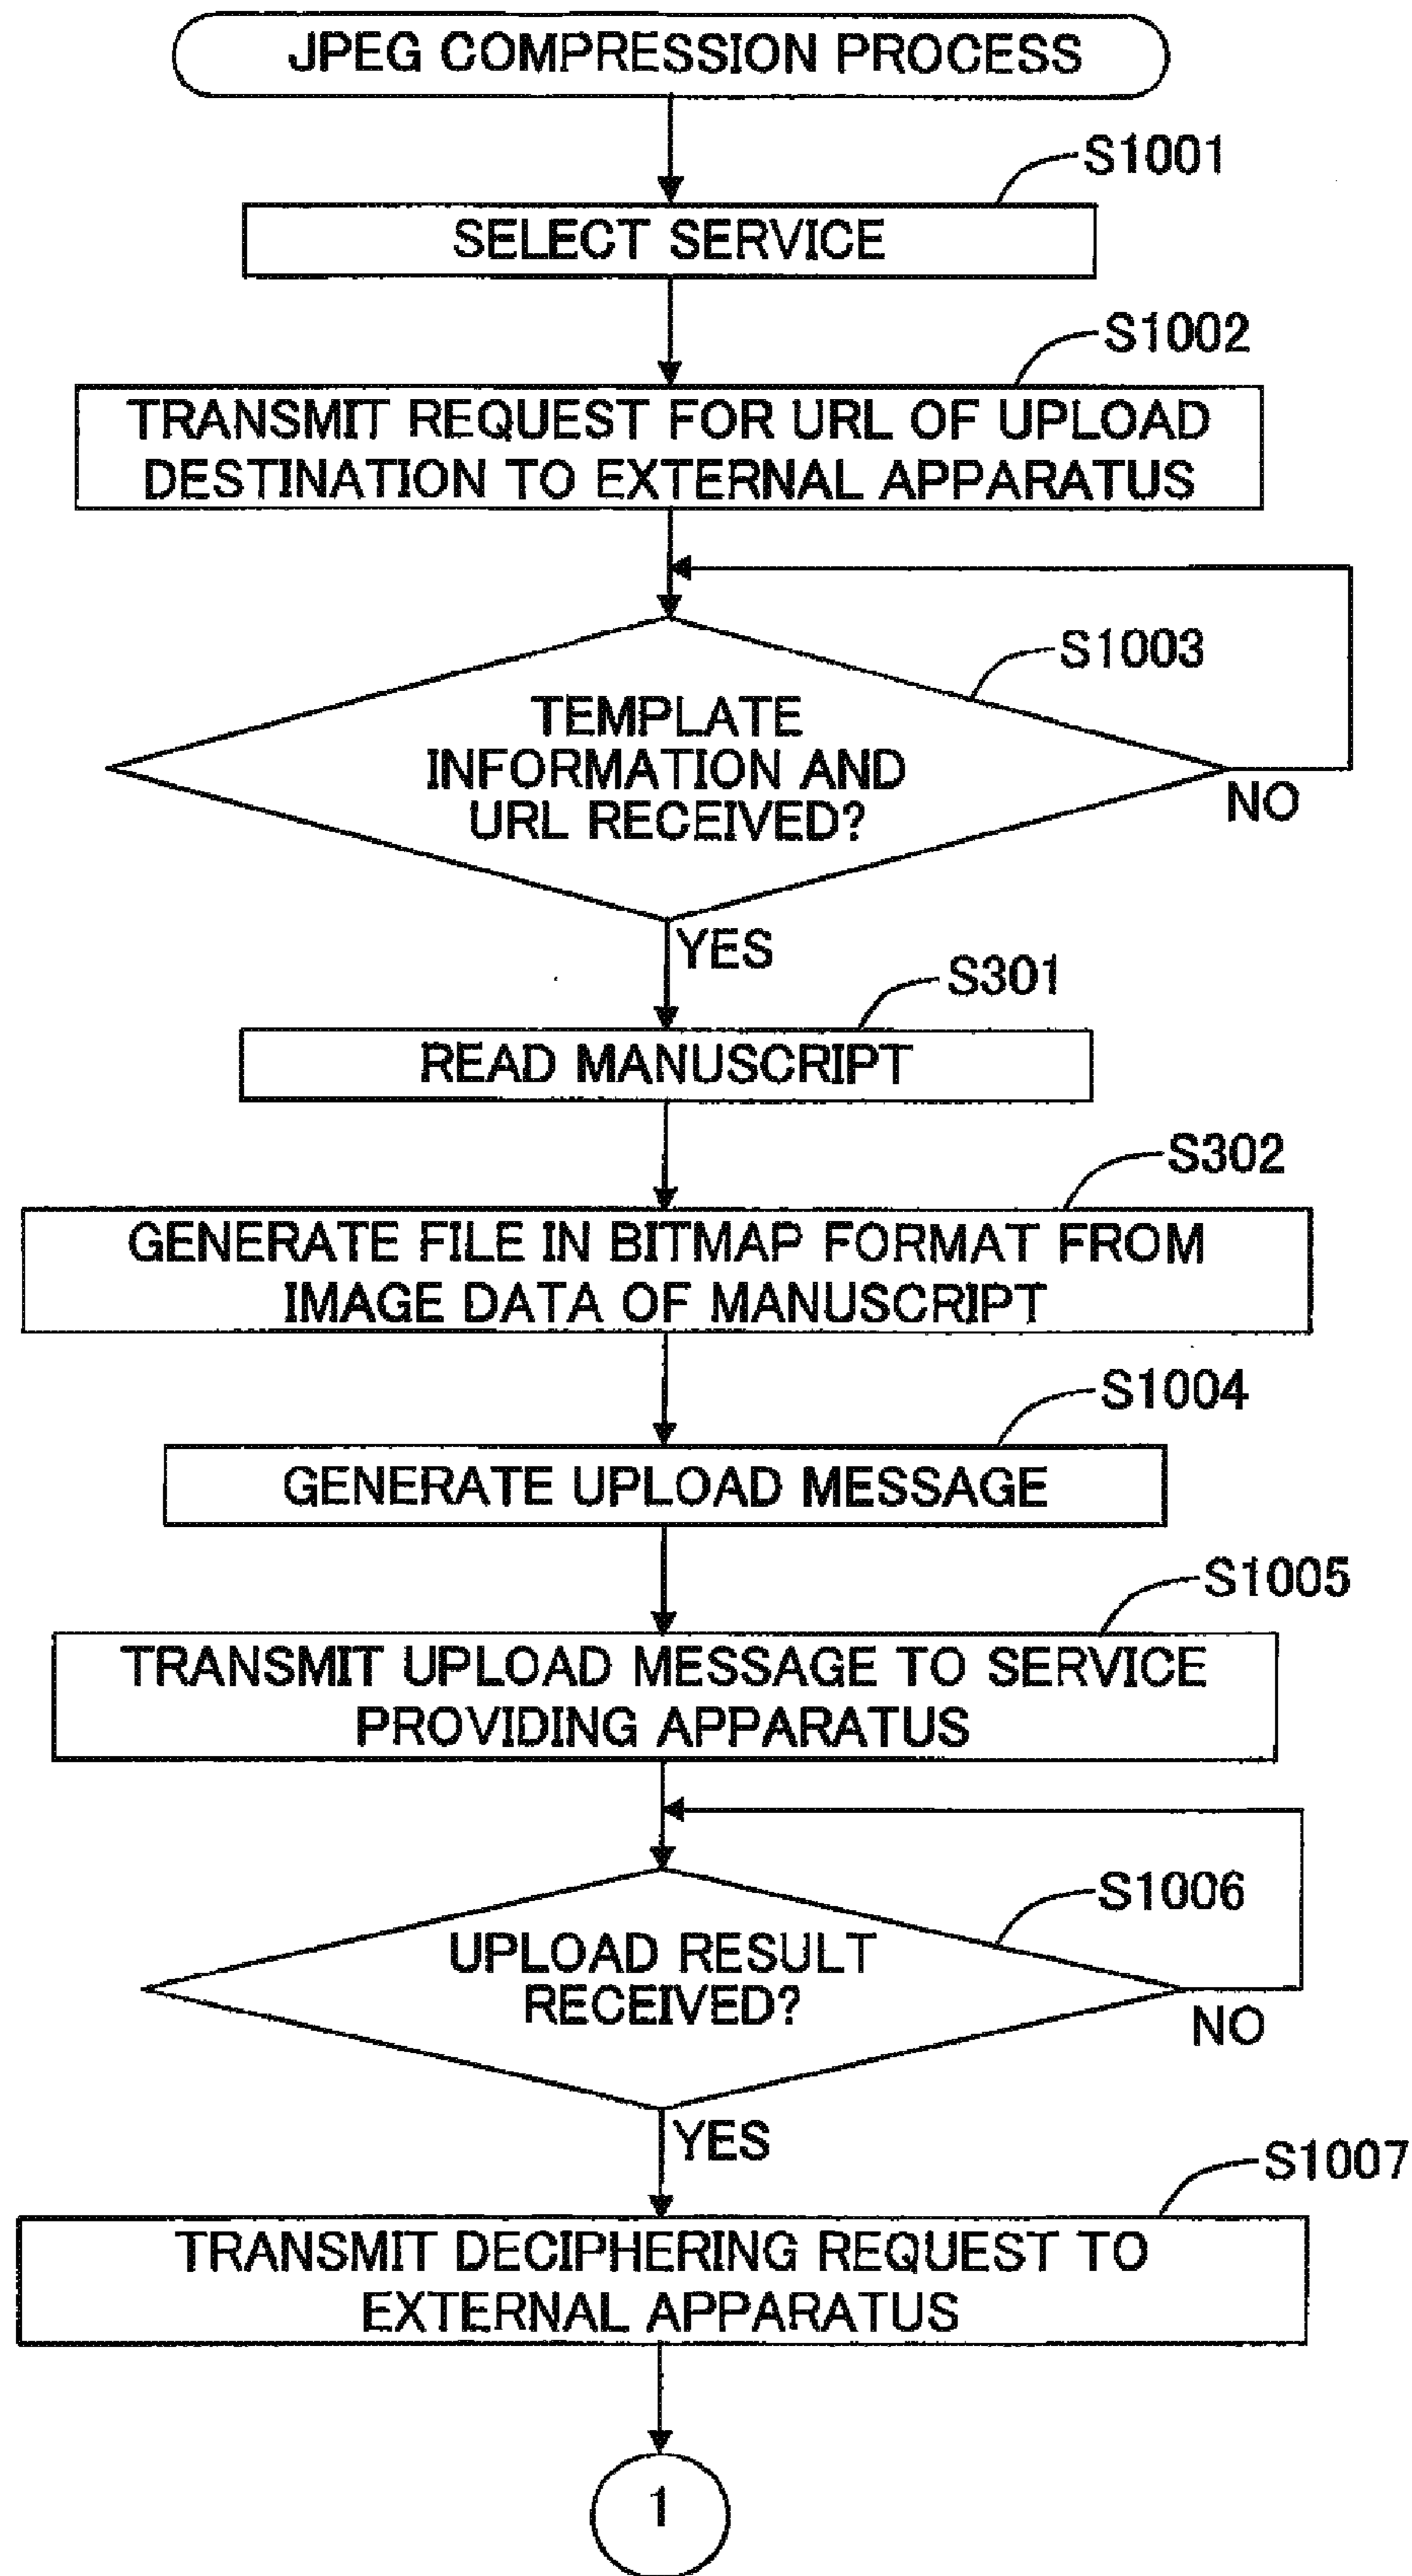 JPEG COMPRESSION PROCESS
S1001
SELECT SERVICE
S1002
TRANSMIT REQUEST FOR URL OF UPLOAD
DESTINATION TO EXTERNAL APPARATUS
S1003
TEMPLATE
INFORMATION AND
URL RECEIVED?
NO
YES
S301
READ MANUSCRIPT
S302
GENERATE FILE IN BITMAP FORMAT FROM
IMAGE DATA OF MANUSCRIPT
S1004
GENERATE UPLOAD MESSAGE
S1005
TRANSMIT UPLOAD MESSAGE TO SERVICE
PROVIDING APPARATUS
S1006
UPLOAD RESULT
RECEIVED?
NO
YES
S1007
TRANSMIT DECIPHERING REQUEST TO
EXTERNAL APPARATUS
1